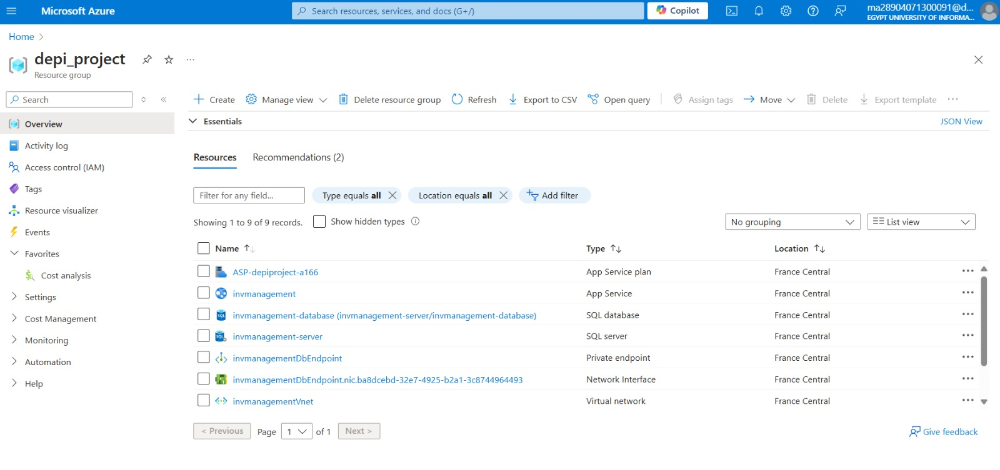 Microsoft Azure
Search resources, services, and docs (G+/)
Copilot
ma28904071300091@d...
EGYPT UNIVERSITY OF INFORMA...
Home
depi_project
...
Resource group
Search
Create
Manage view
Delete resource group
Refresh
Export to CSV
Open query
Assign tags
Move
Delete
Export template
...
Overview
Activity log
Access control (IAM)
Tags
Resource visualizer
Events
Favorites
Cost analysis
Settings
Cost Management
Monitoring
Automation
Help
Essentials
JSON View
Resources
Recommendations (2)
Filter for any field...
Type equals all
Location equals all
Add filter
Showing 1 to 9 of 9 records.
Show hidden types
No grouping
List view
Name
Type
Location
ASP-depiproject-a166 App Service plan France Central
invmanagement App Service France Central
invmanagement-database (invmanagement-server/invmanagement-database) SQL database France Central
invmanagement-server SQL server France Central
invmanagementDbEndpoint Private endpoint France Central
invmanagementDbEndpoint.nic.ba8dcebd-32e7-4925-b2a1-3c8744964493 Network Interface France Central
invmanagementVnet Virtual network France Central
< Previous
Page
1
of 1
Next >
Give feedback